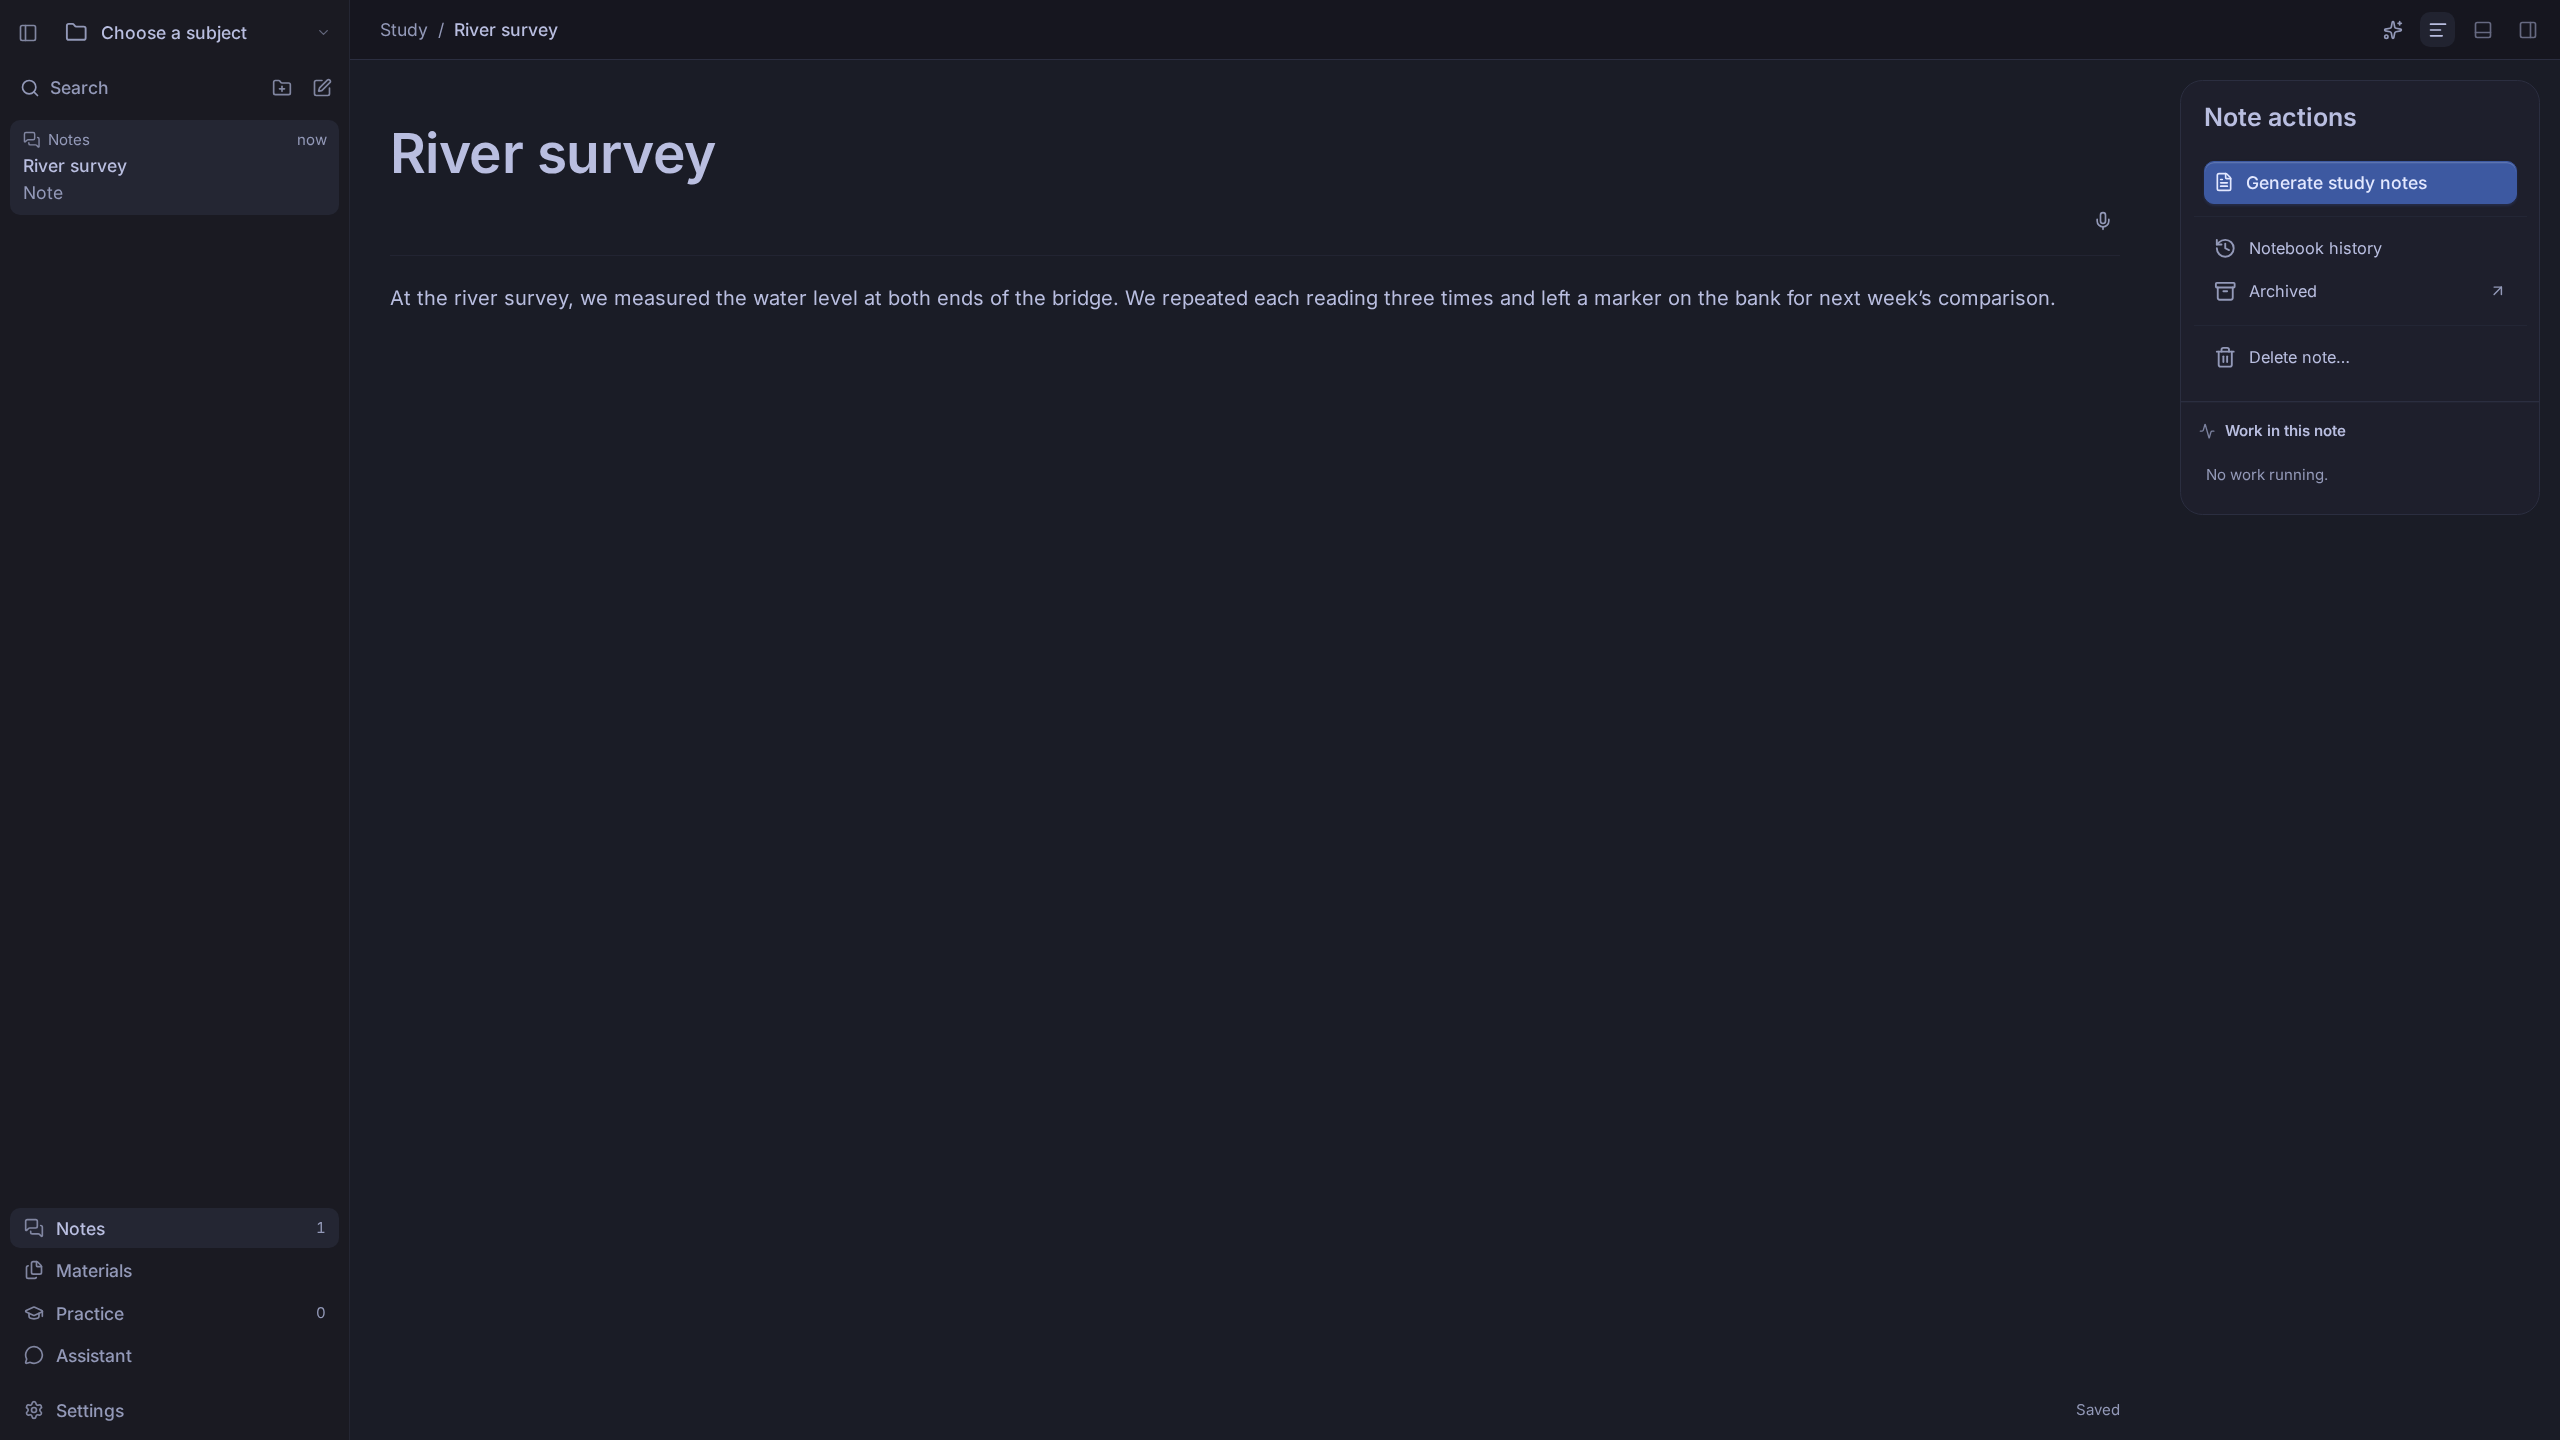 Choose a subject
Search
Notes now
River survey
Note
Notes 1
Materials
Practice 0
Assistant
Settings
Study / River survey
River survey
At the river survey, we measured the water level at both ends of the bridge. We repeated each reading three times and left a marker on the bank for next week’s comparison.
Saved
Note actions
Generate study notes
Notebook history
Archived
Delete note...
Work in this note
No work running.